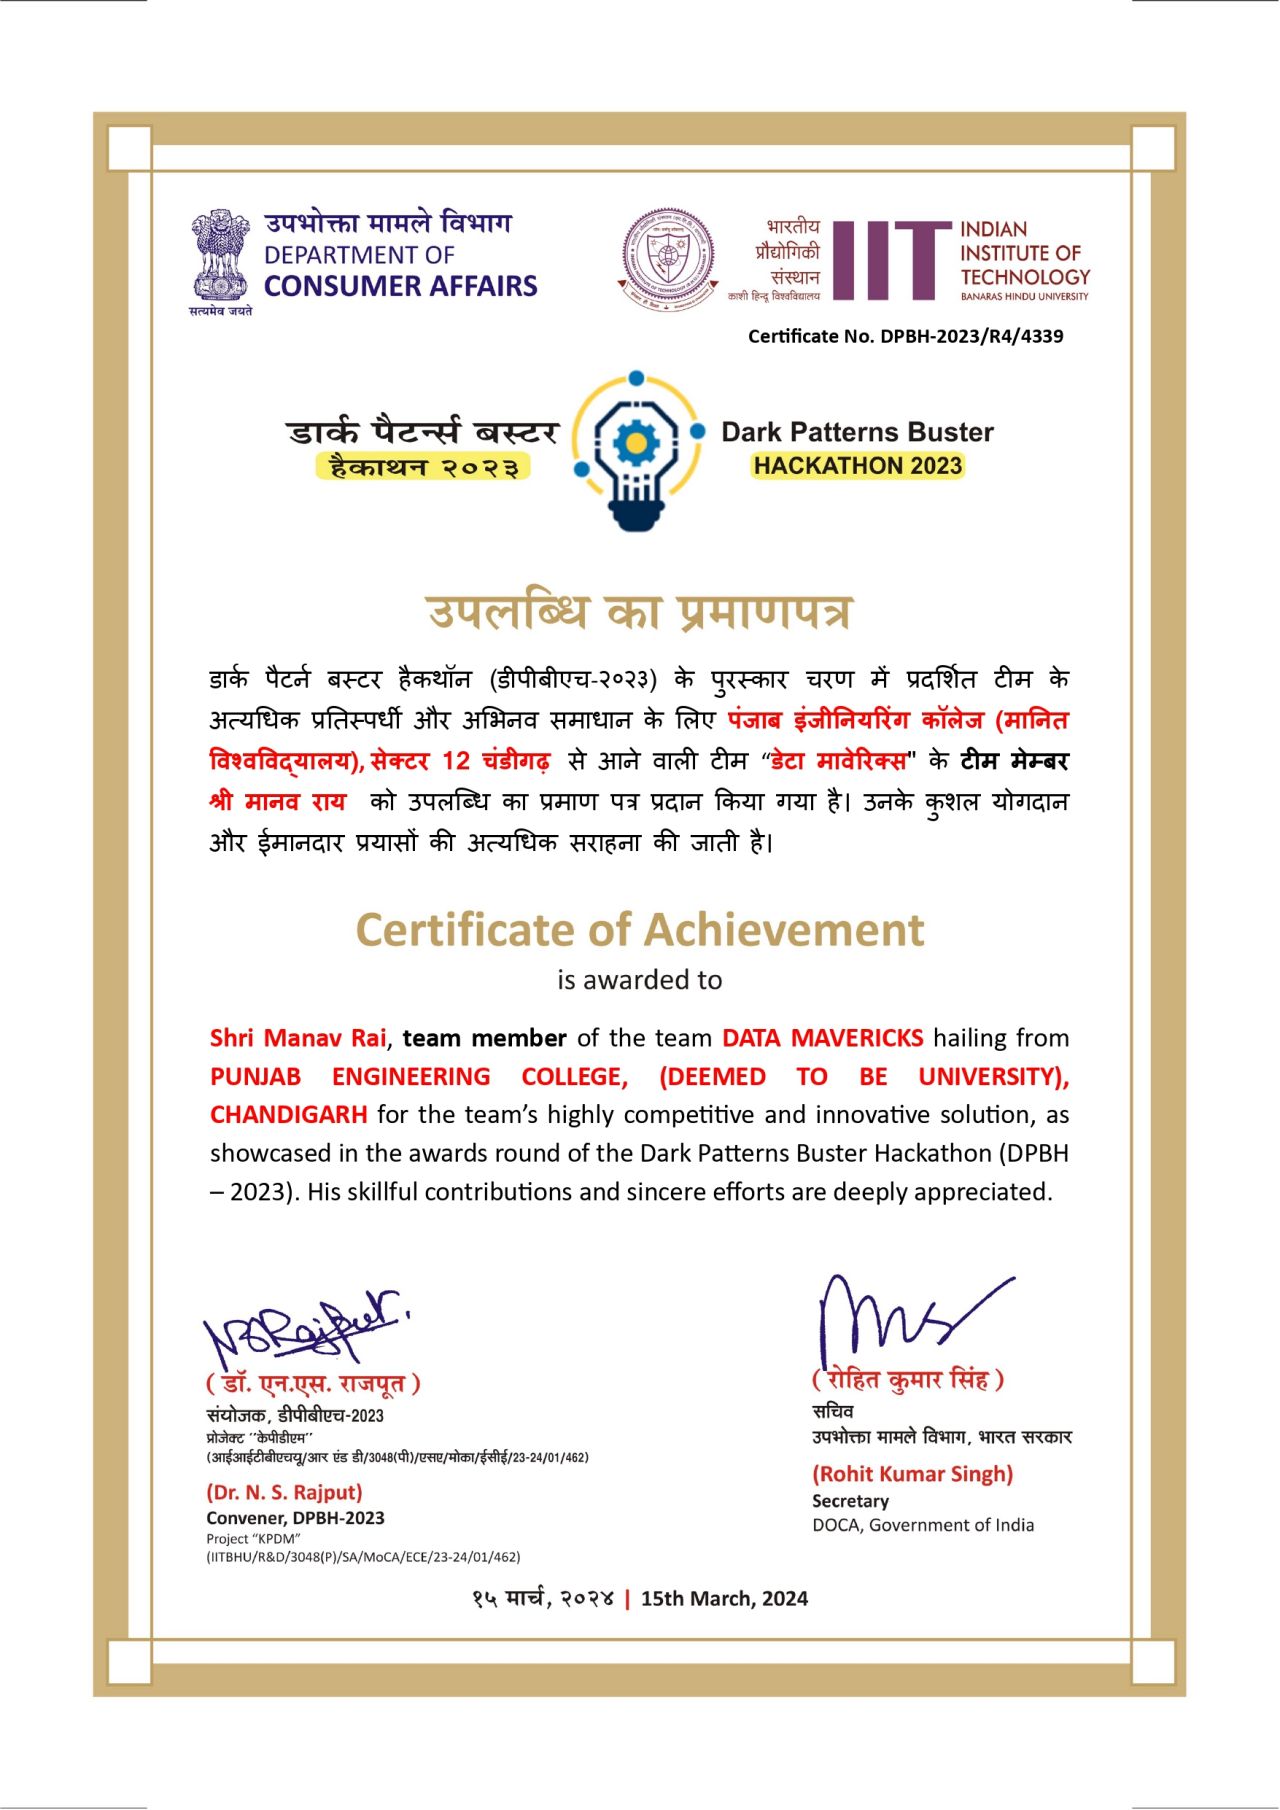 उपभोक्ता मामले विभाग
DEPARTMENT OF
CONSUMER AFFAIRS
सत्यमेव जयते
भारतीय
प्रौद्योगिकी
संस्थान
काशी हिन्दू विश्वविद्यालय
IIT
INDIAN
INSTITUTE OF
TECHNOLOGY
BANARAS HINDU UNIVERSITY
Certificate No. DPBH-2023/R4/4339
डार्क पैटर्न्स बस्टर
हैकाथन २०२३
Dark Patterns Buster
HACKATHON 2023
उपलब्धि का प्रमाणपत्र
डार्क पैटर्न बस्टर हैकथॉन (डीपीबीएच-२०२३) के पुरस्कार चरण में प्रदर्शित टीम के
अत्यधिक प्रतिस्पर्धी और अभिनव समाधान के लिए पंजाब इंजीनियरिंग कॉलेज (मानित
विश्वविद्यालय), सेक्टर 12 चंडीगढ़ से आने वाली टीम “डेटा मावेरिक्स" के टीम मेम्बर
श्री मानव राय को उपलब्धि का प्रमाण पत्र प्रदान किया गया है। उनके कुशल योगदान
और ईमानदार प्रयासों की अत्यधिक सराहना की जाती है।
Certificate of Achievement
is awarded to
Shri Manav Rai, team member of the team DATA MAVERICKS hailing from
PUNJAB ENGINEERING COLLEGE, (DEEMED TO BE UNIVERSITY),
CHANDIGARH for the team’s highly competitive and innovative solution, as
showcased in the awards round of the Dark Patterns Buster Hackathon (DPBH
– 2023). His skillful contributions and sincere efforts are deeply appreciated.
NSRajput.
( डॉ. एन.एस. राजपूत )
संयोजक, डीपीबीएच-2023
प्रोजेक्ट ''केपीडीएम''
(आईआईटीबीएचयू/आर एंड डी/3048(पी)/एसए/मोका/ईसीई/23-24/01/462)
(Dr. N. S. Rajput)
Convener, DPBH-2023
Project “KPDM”
(IITBHU/R&D/3048(P)/SA/MoCA/ECE/23-24/01/462)
( रोहित कुमार सिंह )
सचिव
उपभोक्ता मामले विभाग, भारत सरकार
(Rohit Kumar Singh)
Secretary
DOCA, Government of India
१५ मार्च, २०२४ | 15th March, 2024